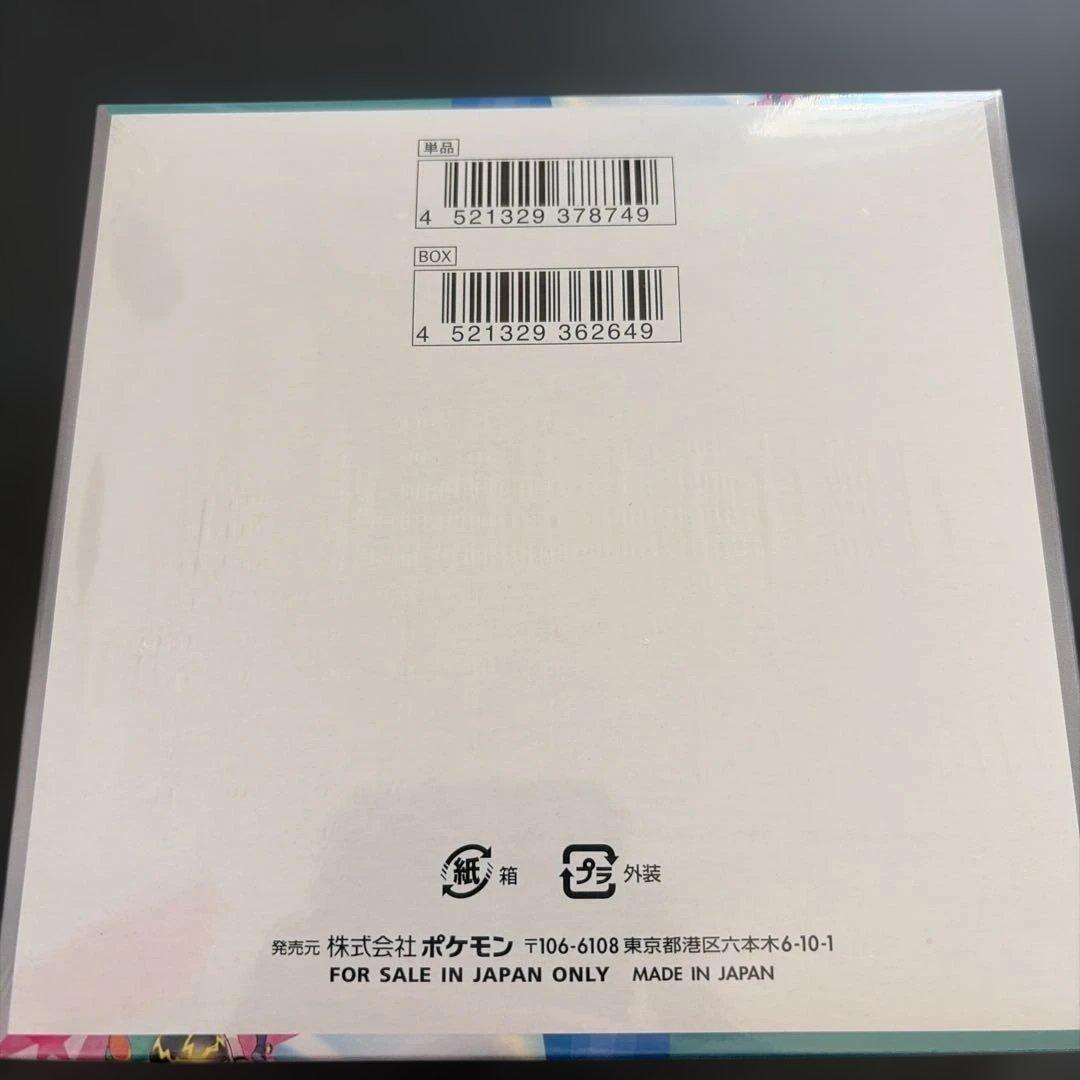 単品
4 521329 378749
BOX
4 521329 362649
紙 箱 プラ 外装
発売元 株式会社 ポケモン 〒106-6108 東京都港区六本木6-10-1
FOR SALE IN JAPAN ONLY MADE IN JAPAN